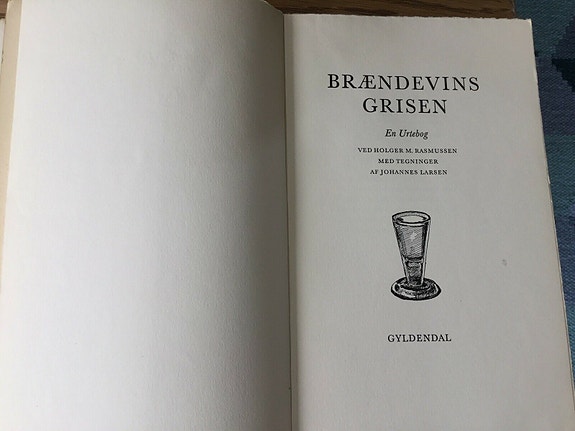 BRÆNDEVINS
GRISEN
En Urtebog
VED HOLGER M. RASMUSSEN
MED TEGNINGER
AF JOHANNES LARSEN
GYLDENDAL